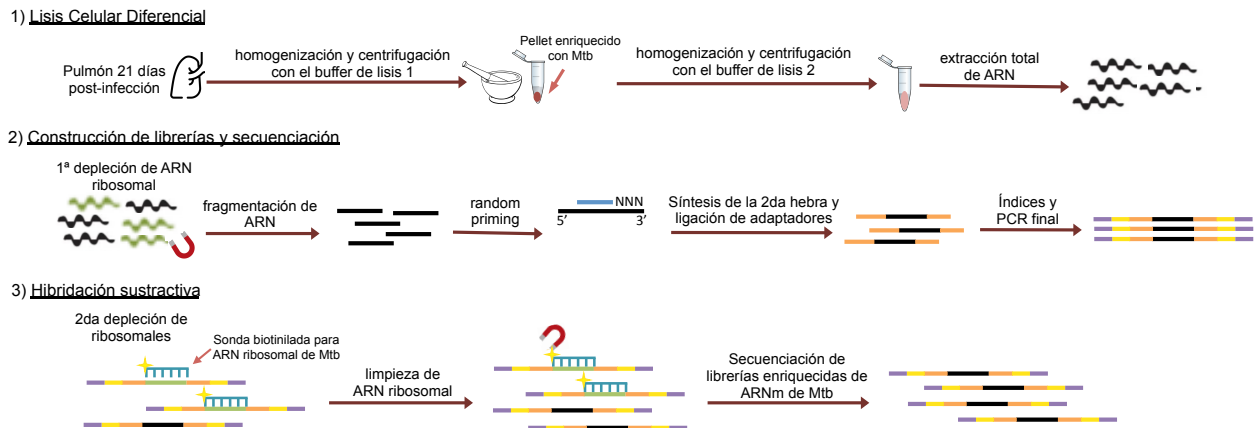 1) Lisis Celular Diferencial
Pulmón 21 días
post-infección
homogenización y centrifugación
con el buffer de lisis 1
Pellet enriquecido
con Mtb
homogenización y centrifugación
con el buffer de lisis 2
extracción total
de ARN
2) Construcción de librerías y secuenciación
1ª depleción de ARN
ribosomal
fragmentación de
ARN
random
priming
NNN
5’ 3’
Síntesis de la 2da hebra y
ligación de adaptadores
Índices y
PCR final
3) Hibridación sustractiva
2da depleción de
ribosomales
Sonda biotinilada para
ARN ribosomal de Mtb
limpieza de
ARN ribosomal
Secuenciación de
librerías enriquecidas de
ARNm de Mtb